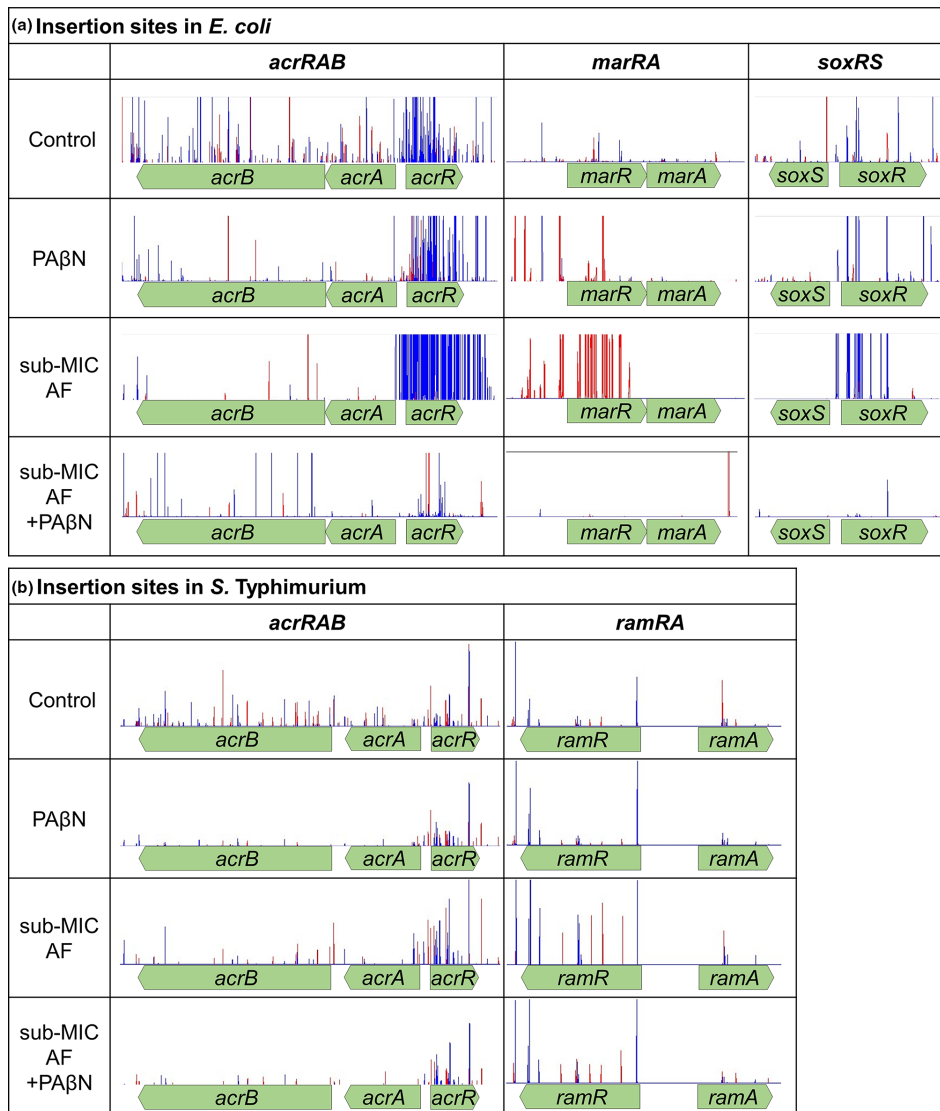 (a) Insertion sites in E. coli
acrRAB marRA soxRS
Control
acrB acrA acrR marR marA soxS soxR
PAβN
acrB acrA acrR marR marA soxS soxR
sub-MIC
AF
acrB acrA acrR marR marA soxS soxR
sub-MIC
AF
+PAβN
acrB acrA acrR marR marA soxS soxR
(b) Insertion sites in S. Typhimurium
acrRAB ramRA
Control
acrB acrA acrR ramR ramA
PAβN
acrB acrA acrR ramR ramA
sub-MIC
AF
acrB acrA acrR ramR ramA
sub-MIC
AF
+PAβN
acrB acrA acrR ramR ramA